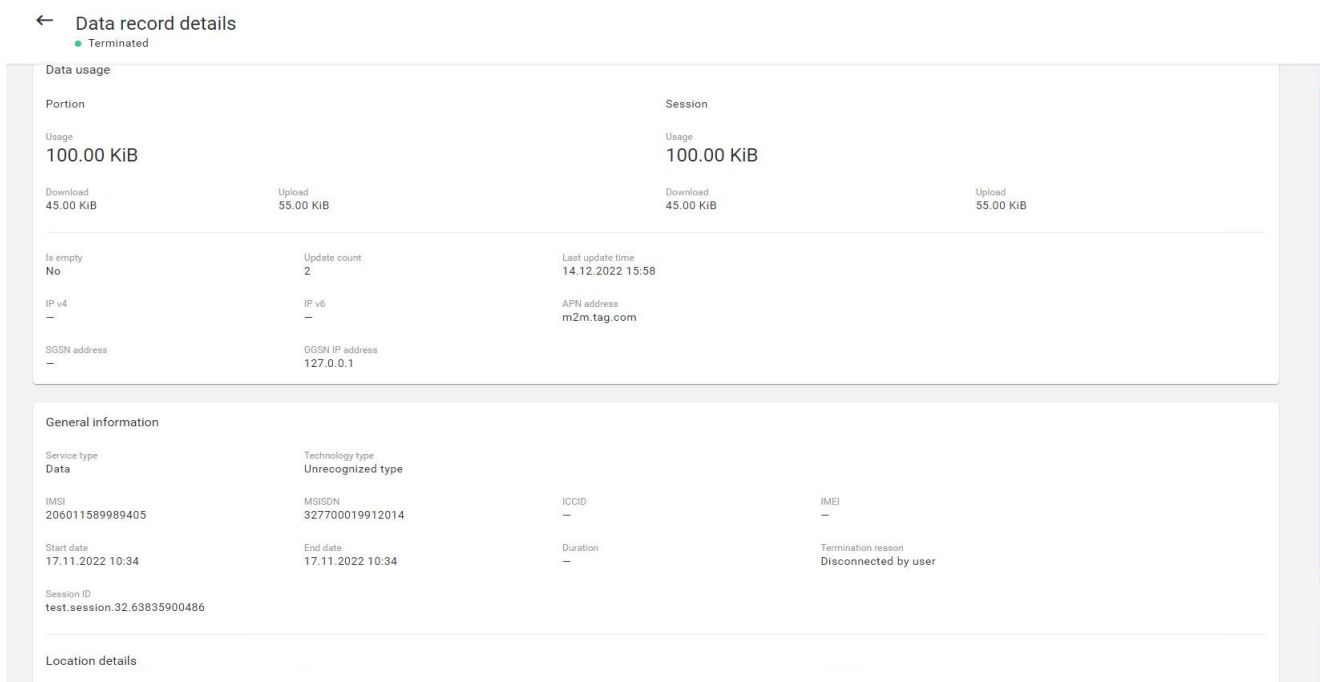 Data record details
Terminated
Data usage
Portion Session
Usage Usage
100.00 KiB 100.00 KiB
Download Upload Download Upload
45.00 KiB 55.00 KiB 45.00 KiB 55.00 KiB
Is empty Update count Last update time
No 2 14.12.2022 15:58
IP v4 IP v6 APN address
— — m2m.tag.com
SGSN address GGSN IP address
— 127.0.0.1
General information
Service type Technology type
Data Unrecognized type
IMSI MSISDN ICCID IMEI
206011589989405 327700019912014 — —
Start date End date Duration Termination reason
17.11.2022 10:34 17.11.2022 10:34 — Disconnected by user
Session ID
test.session.32.63835900486
Location details